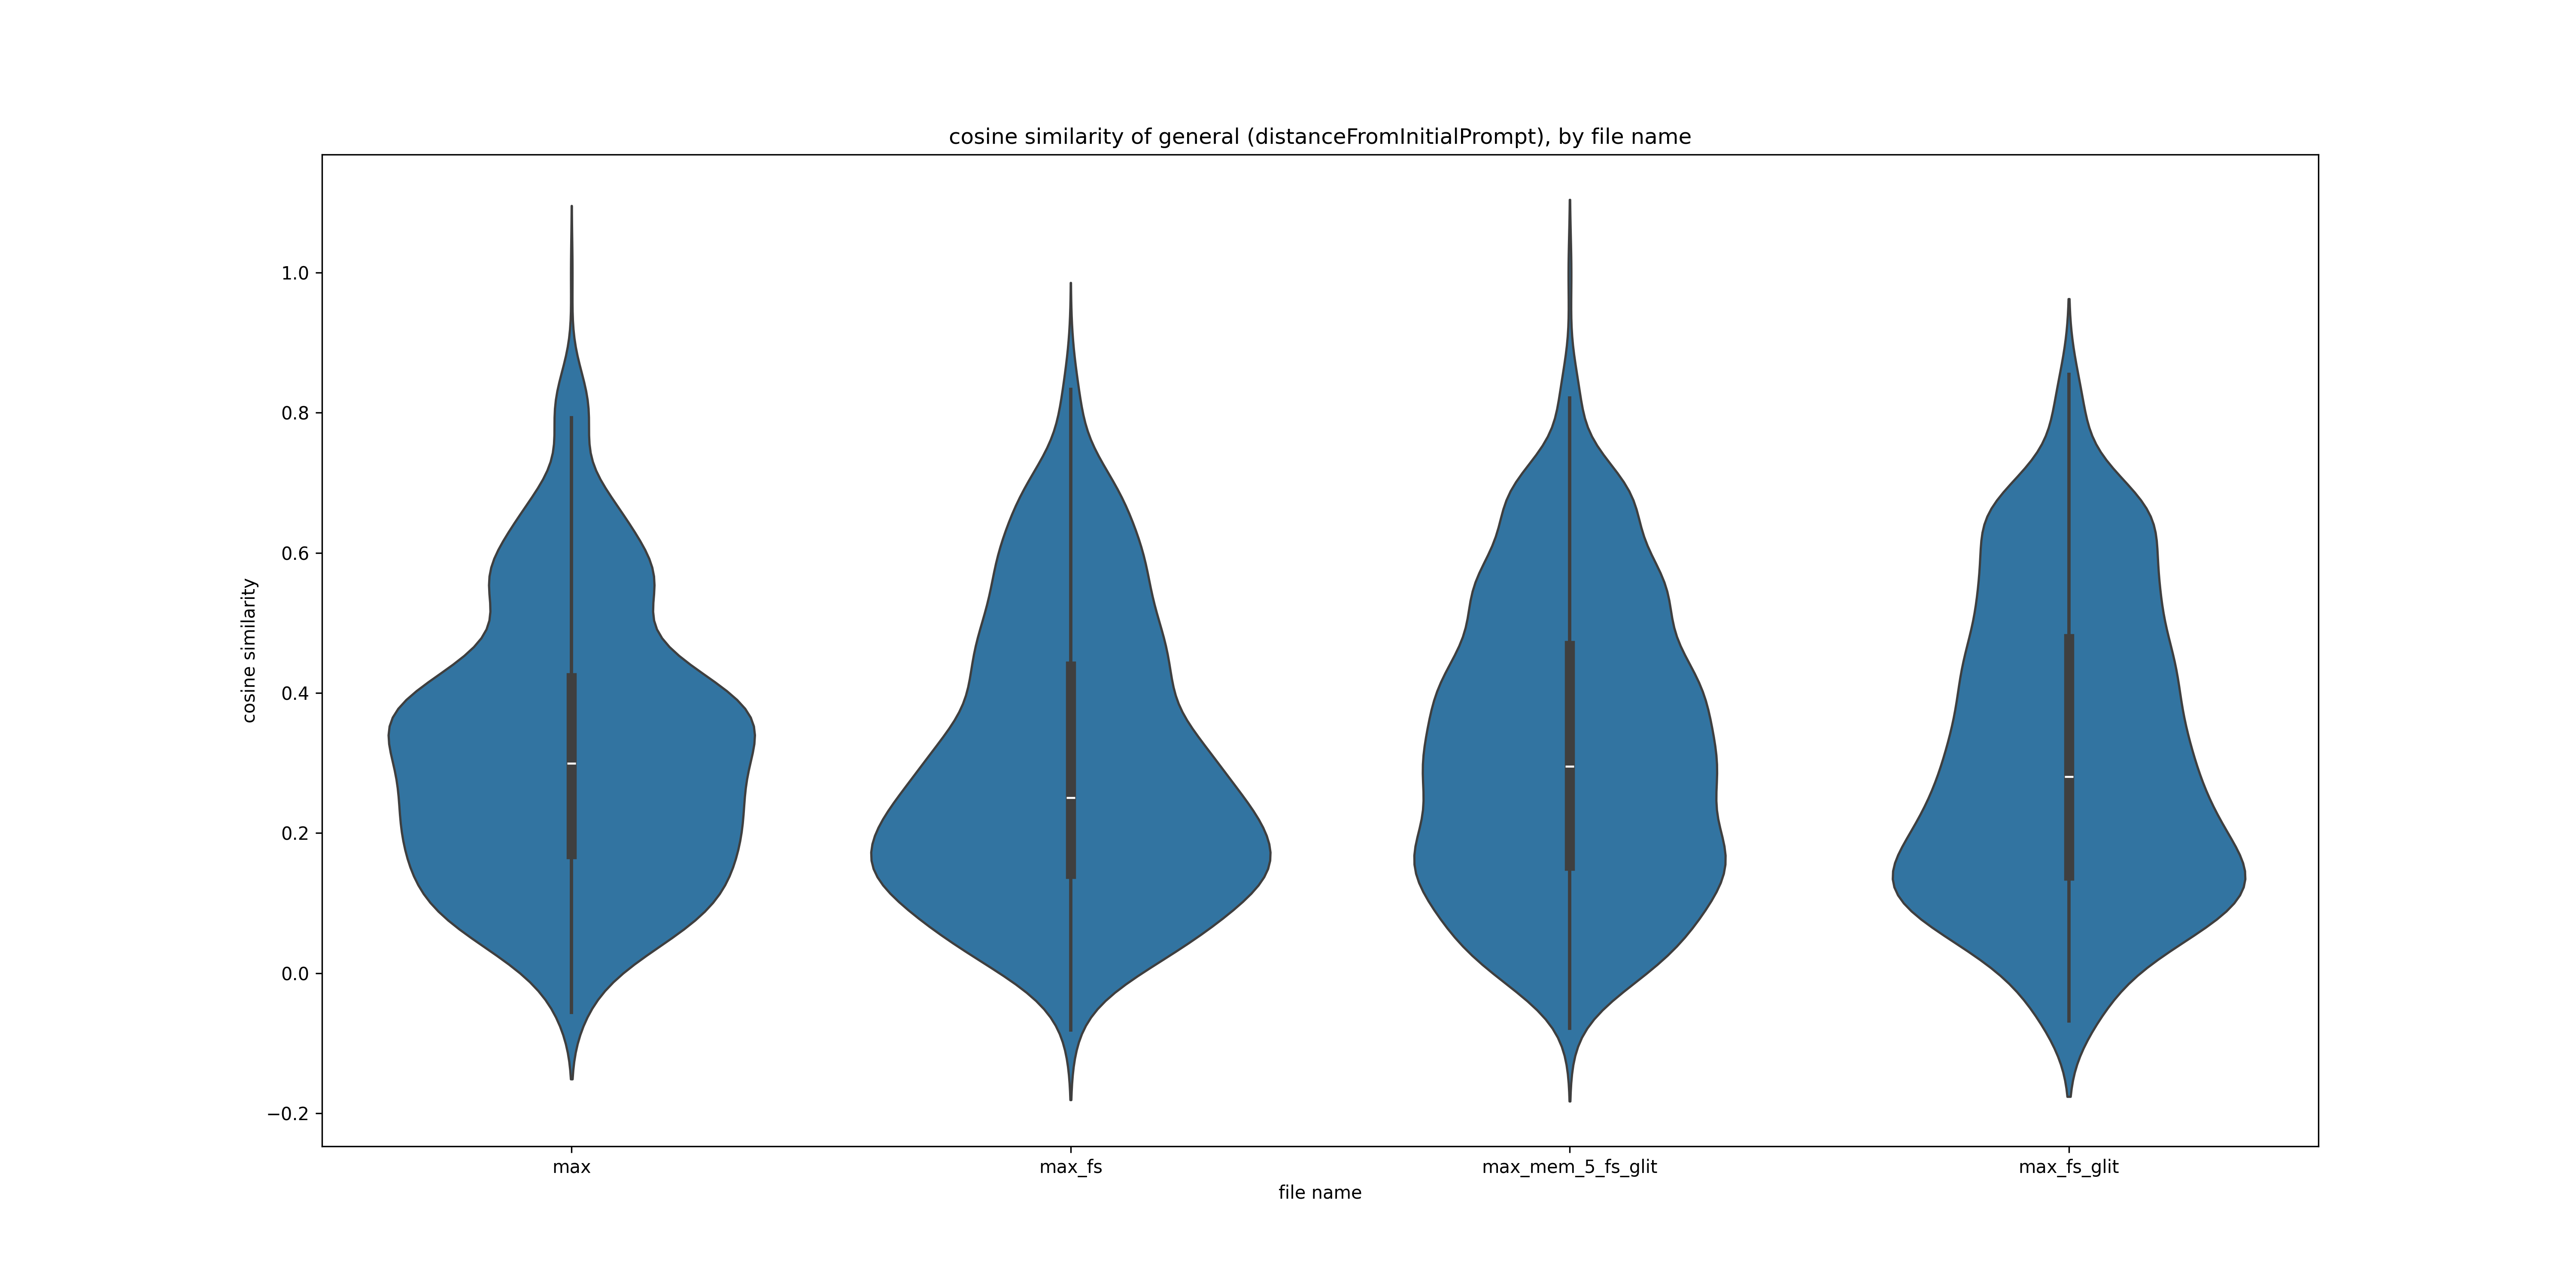 cosine similarity of general (distanceFromInitialPrompt), by file name
cosine similarity
1.0
0.8
0.6
0.4
0.2
0.0
−0.2
max max_fs max_mem_5_fs_glit max_fs_glit
file name